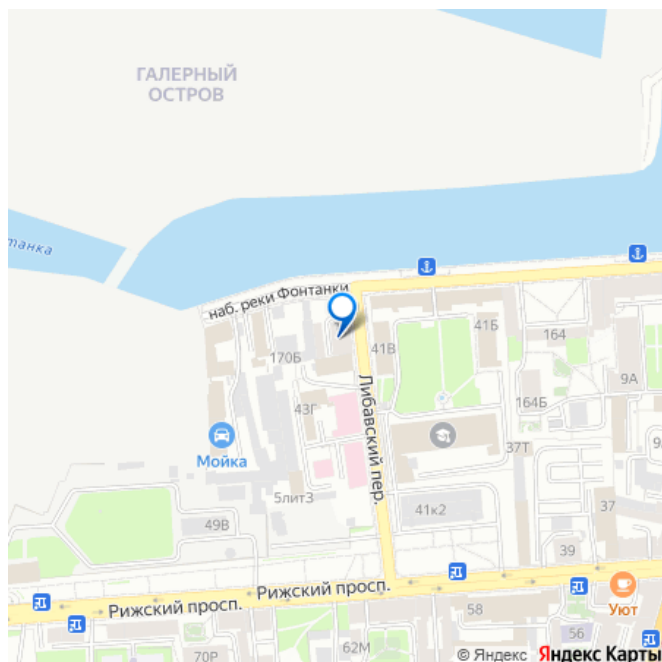 ГАЛЕРНЫЙ
ОСТРОВ
танка
наб. реки Фонтанки
164
41Б
41В
170Б
9А
164Б
Либавский пер.
43Г
37Т
Мойка
5лит3
41к2
37
49В
39
Рижский просп.
Рижский просп.
Уют
58
56
62М
70Р
© Яндекс Яндекс Карты